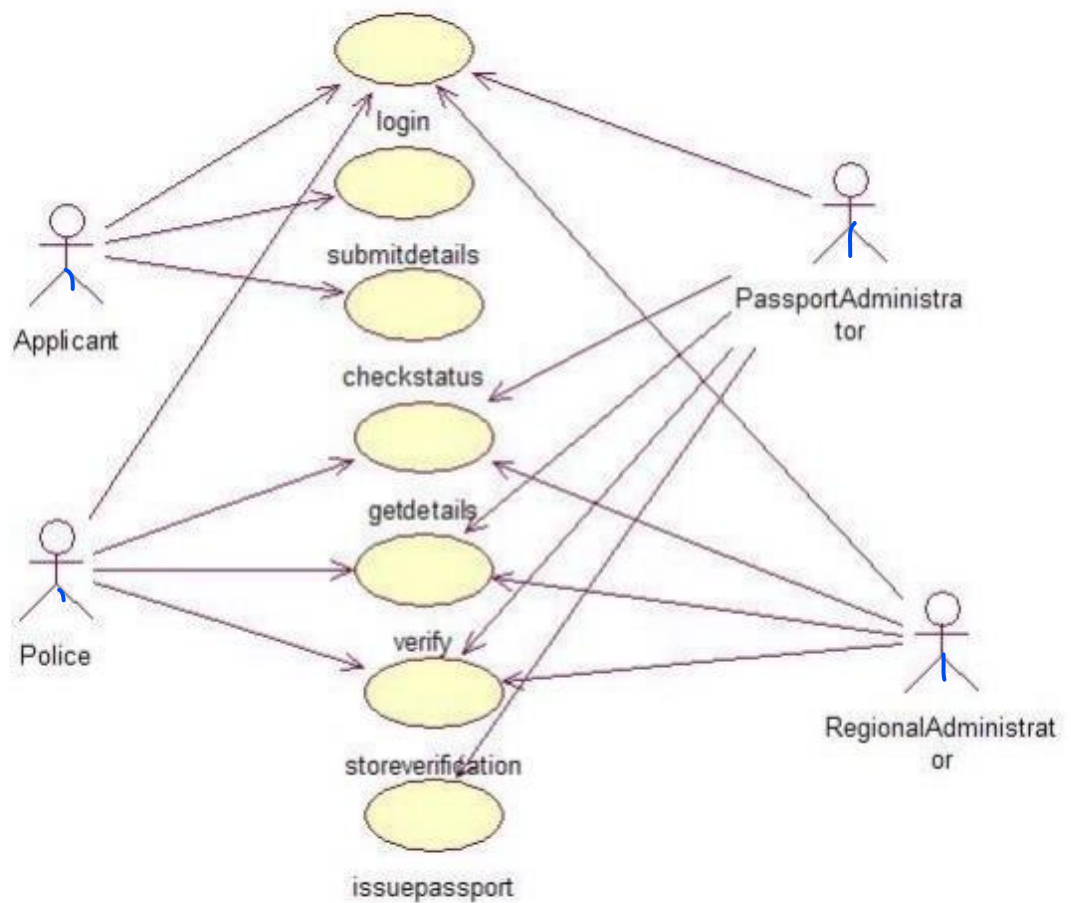 login
submitdetails
Applicant
PassportAdministra
tor
checkstatus
getdetails
verify
Police
RegionalAdministrat
or
storeverification
issuepassport